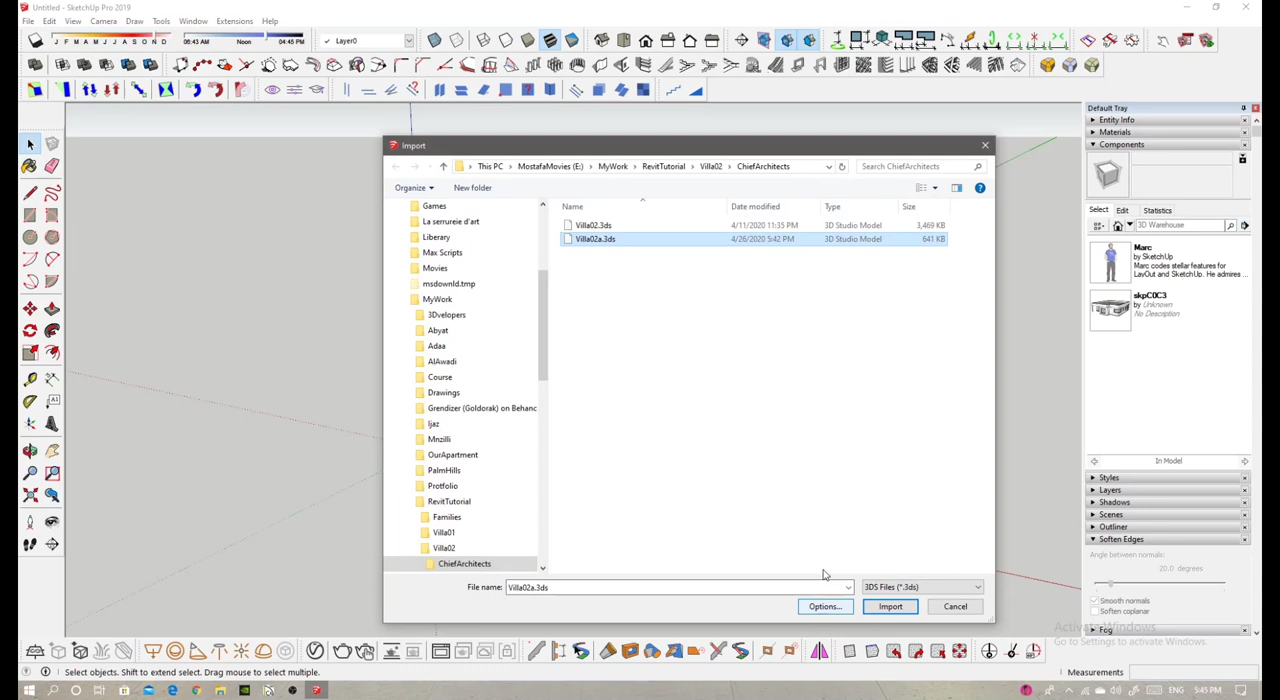 Untitled - SketchUp Pro 2019
File Edit View Camera Draw Tools Window Extensions Help
J F M A M J J A S O N D 06:43 AM Noon 04:45 PM Layer0
Import
This PC MostafaMovies (E:) MyWork RevitTutorial Villa02 ChiefArchitects Search ChiefArchitects
Organize New folder
Name Date modified Type Size
Villa02.3ds 4/11/2020 11:35 PM 3D Studio Model 3,469 KB
Villa02a.3ds 4/26/2020 5:42 PM 3D Studio Model 641 KB
Games
La serrureie d'art
Liberary
Max Scripts
Movies
msdownld.tmp
MyWork
3Dvelopers
Abyat
Adaa
AlAwadi
Course
Drawings
Grendizer (Goldorak) on Behanc
Ijaz
Mnzilli
OurApartment
PalmHills
Protfolio
RevitTutorial
Families
Villa01
Villa02
ChiefArchitects
File name: Villa02a.3ds 3DS Files (*.3ds)
Options... Import Cancel
Default Tray
Entity Info
Materials
Components
Select Edit Statistics
3D Warehouse
Marc
by SketchUp
Marc codes stellar features for
LayOut and SketchUp. He admires ...
skpC0C3
by Unknown
No Description
In Model
Styles
Layers
Shadows
Scenes
Outliner
Soften Edges
Angle between normals:
20.0 degrees
Smooth normals
Soften coplanar
Fog
Activate Windows
Go to Settings to activate Windows.
Select objects. Shift to extend select. Drag mouse to select multiple. Measurements
ENG 5:45 PM